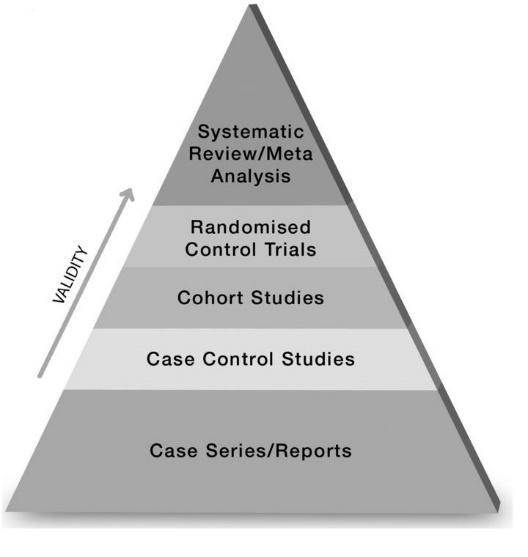 Systematic
Review/Meta
Analysis
Randomised
Control Trials
VALIDITY
Cohort Studies
Case Control Studies
Case Series/Reports